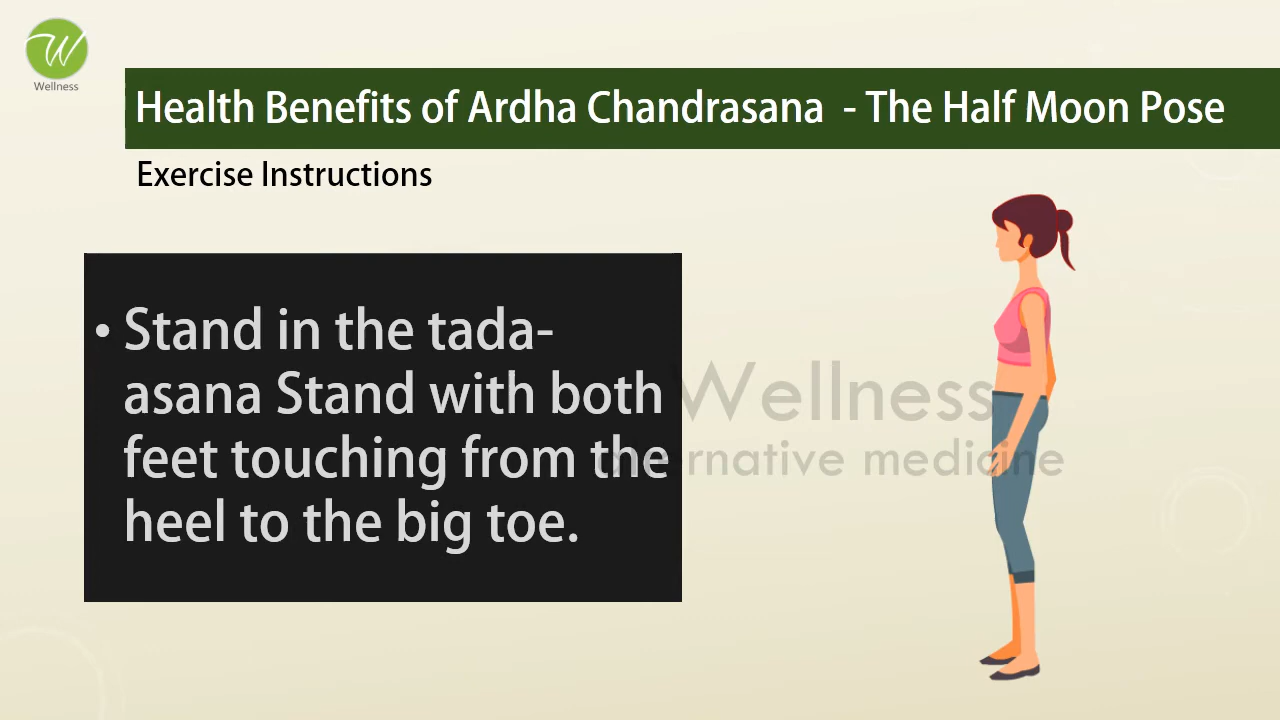 W
Wellness
Health Benefits of Ardha Chandrasana - The Half Moon Pose
Exercise Instructions
• Stand in the tada-
asana Stand with both
feet touching from the
heel to the big toe.
Wellness
alternative medicine